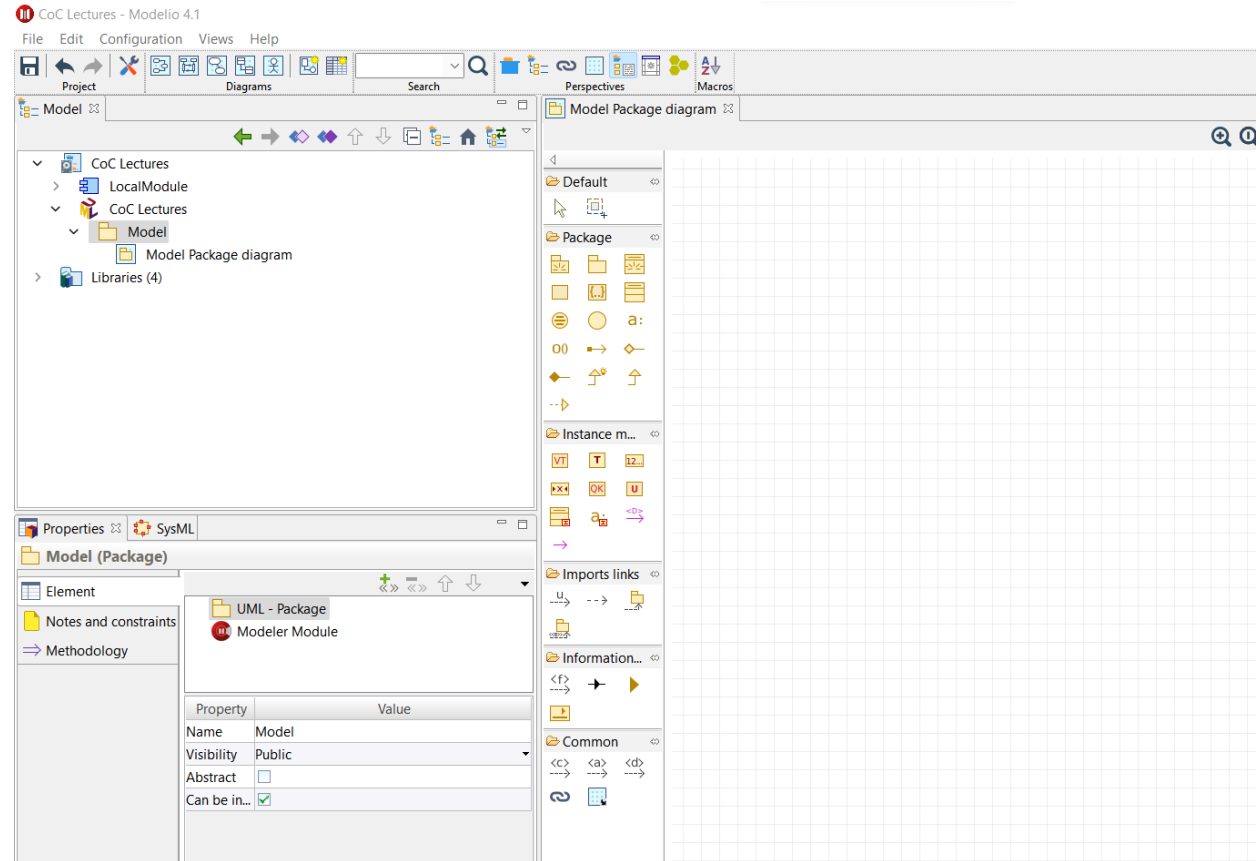 CoC Lectures - Modelio 4.1
File Edit Configuration Views Help
Project Diagrams Search Perspectives Macros
Model
Model Package diagram
CoC Lectures
LocalModule
CoC Lectures
Model
Model Package diagram
Libraries (4)
Properties SysML
Model (Package)
Element
Notes and constraints
Methodology
UML - Package
Modeler Module
Property Value
Name Model
Visibility Public
Abstract
Can be in...
Default
Package
{..}
a:
O()
Instance m...
VT T 12...
QK U
a: <D>
Imports links
U
Information...
<f>
Common
<c> <a> <d>